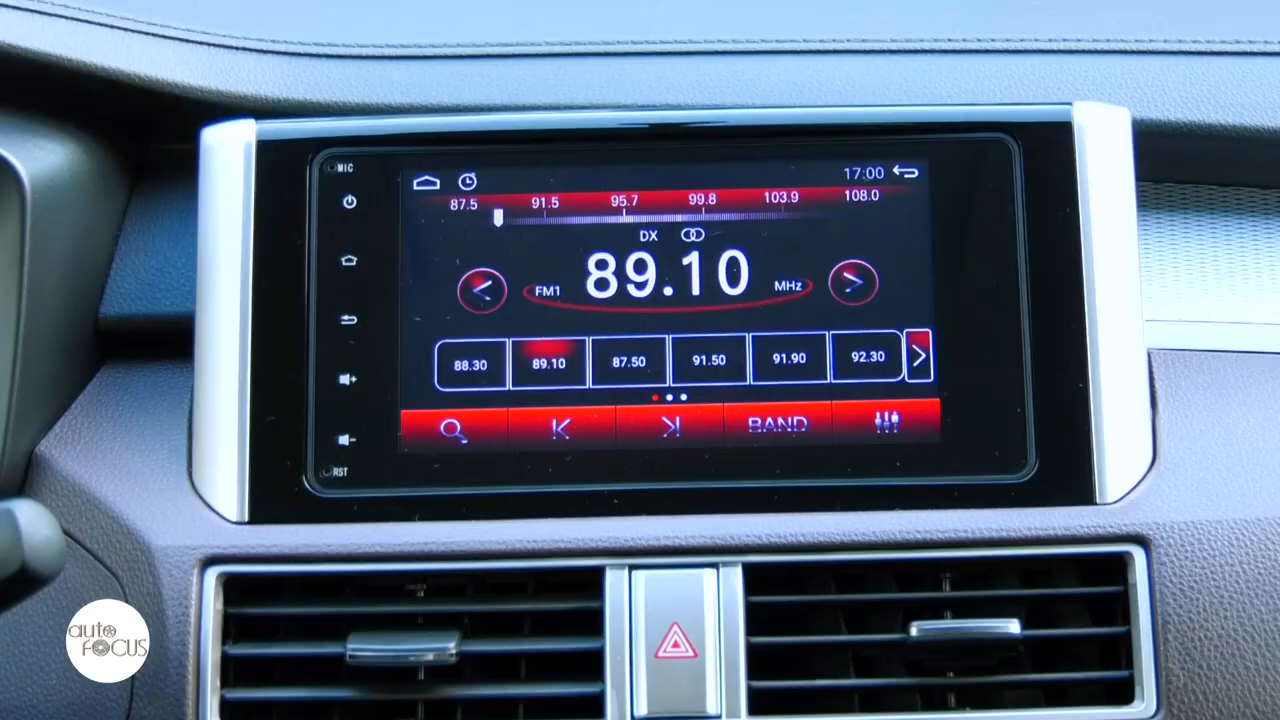 MIC
17:00
87.5 91.5 95.7 99.8 103.9 108.0
DX
FM1 89.10 MHz
88.30 89.10 87.50 91.50 91.90 92.30
BAND
RST
auto
FOCUS